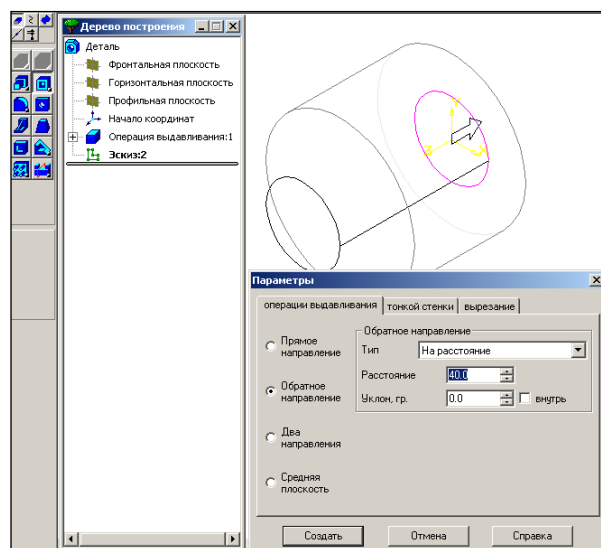 Дерево построения
Деталь
Фронтальная плоскость
Горизонтальная плоскость
Профильная плоскость
Начало координат
Операция выдавливания:1
Эскиз:2
Параметры
операции выдавливания
тонкой стенки
вырезание
Прямое
направление
Обратное
направление
Два
направления
Средняя
плоскость
Обратное направление
Тип
На расстояние
Расстояние
40.0
Уклон, гр.
0.0
внутрь
Создать
Отмена
Справка